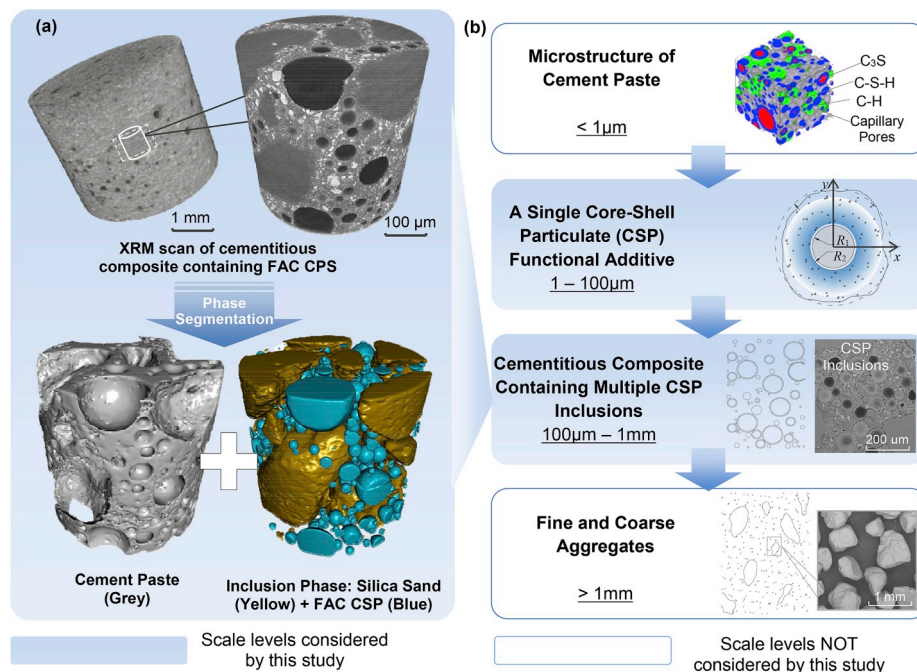 (a)
1 mm
100 µm
XRM scan of cementitious
composite containing FAC CPS
Phase
Segmentation
Cement Paste
(Grey)
Inclusion Phase: Silica Sand
(Yellow) + FAC CSP (Blue)
Scale levels considered
by this study
(b)
Microstructure of
Cement Paste
< 1µm
C₃S
C-S-H
C-H
Capillary
Pores
A Single Core-Shell
Particulate (CSP)
Functional Additive
1 – 100µm
y
R₁
R₂
x
Cementitious Composite
Containing Multiple CSP
Inclusions
100µm – 1mm
CSP
Inclusions
200 um
Fine and Coarse
Aggregates
> 1mm
1 mm
Scale levels NOT
considered by this study